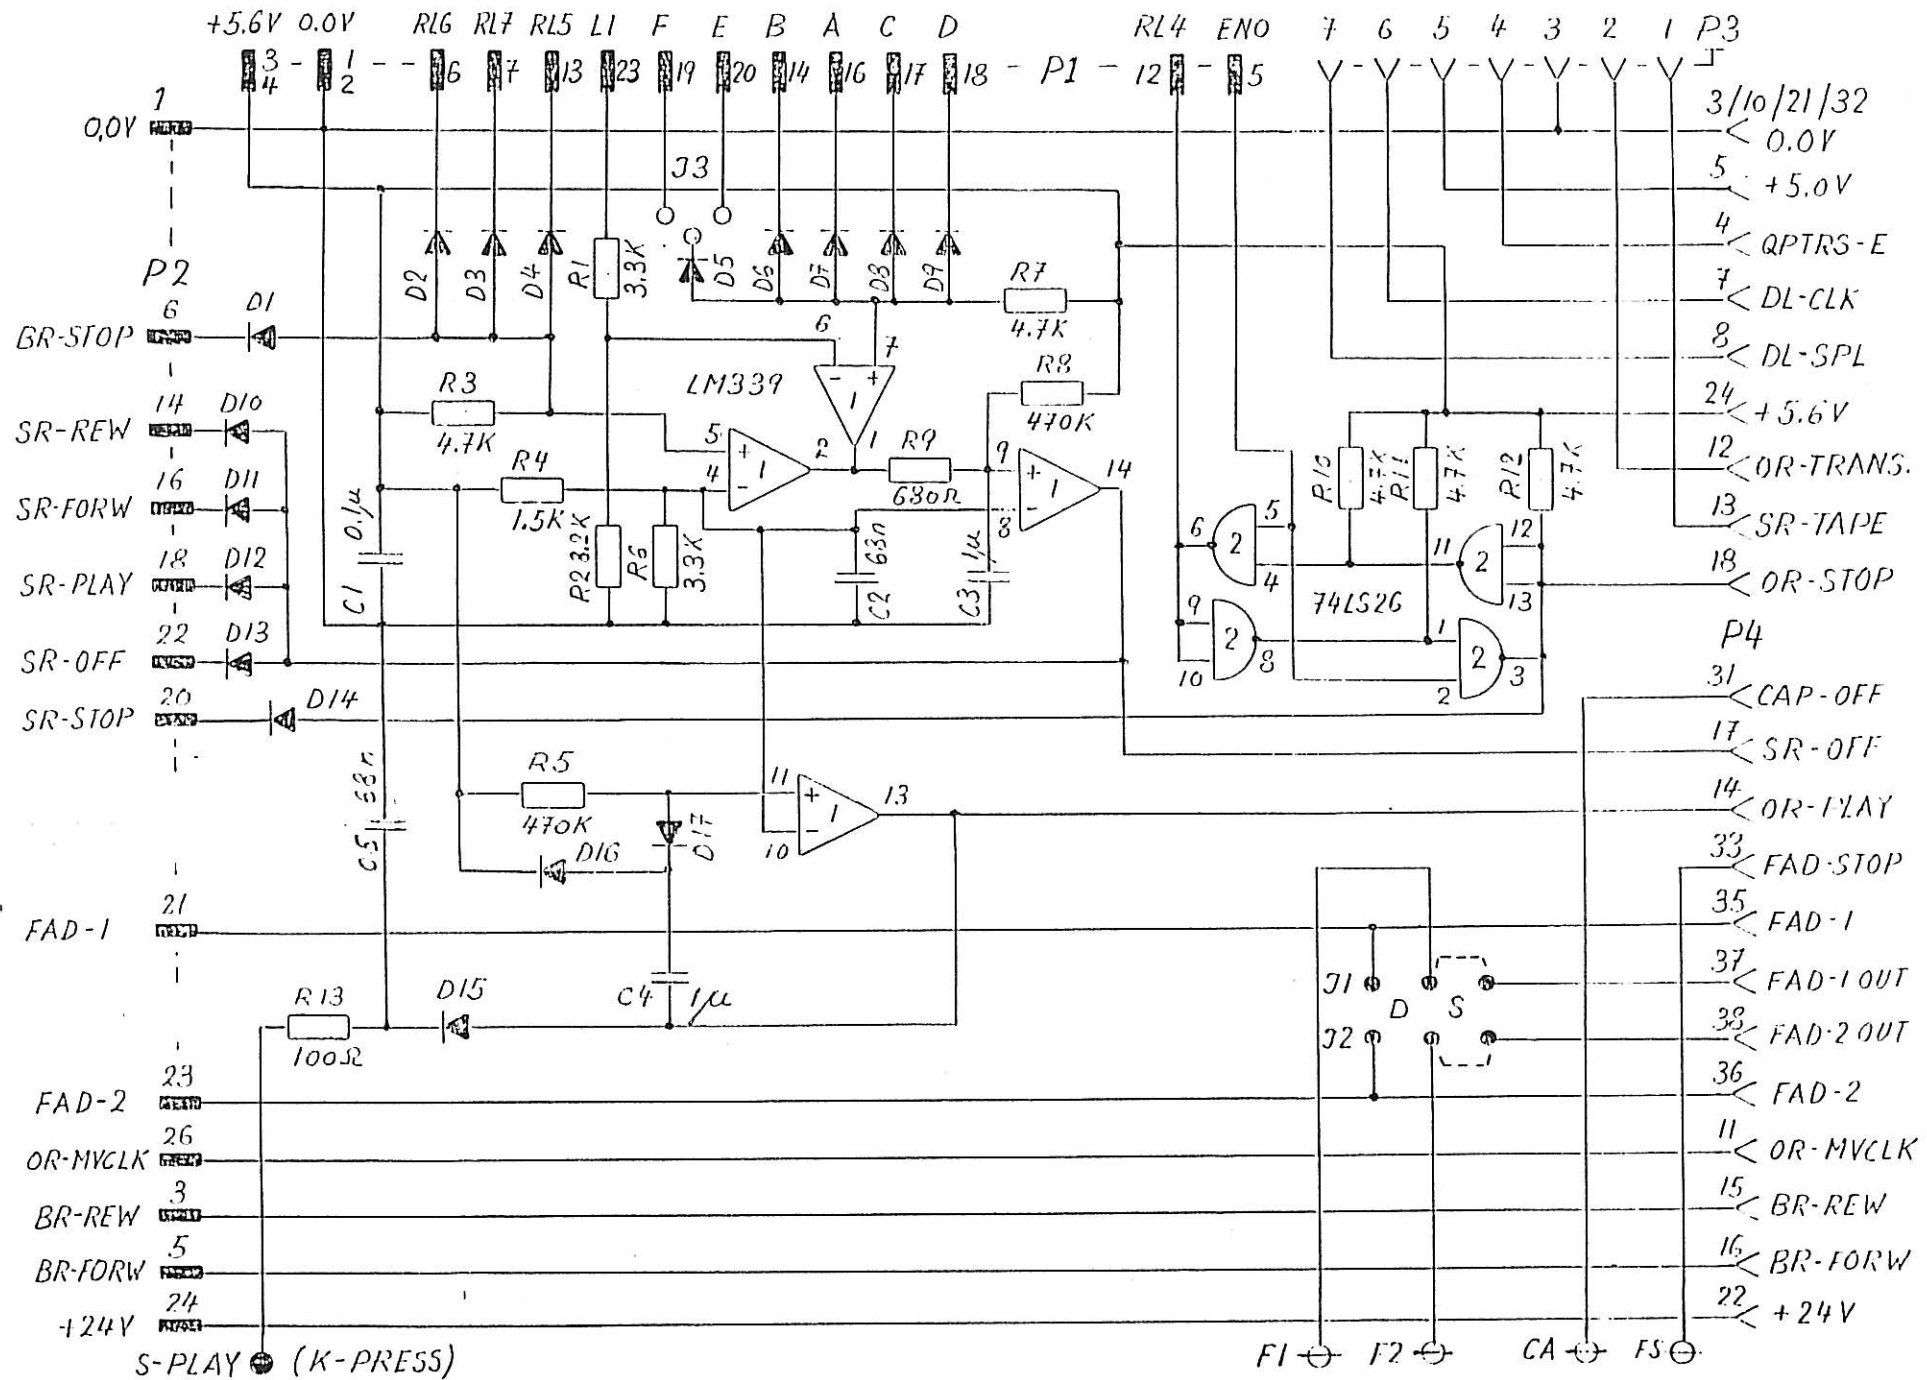 +5.6V 0.0V RL6 RL7 RL5 L1 F E B A C D RL4 ENO 7 6 5 4 3 2 1 P3
3 4 1 2 6 7 13 23 19 20 14 16 17 18 P1 12 5
1
0,0V
3/10/21/32
0.0V
J3
5
+5.0V
4
QPTRS-E
P2
D2 D3 D4 R1 3.3K D5 D6 D7 D8 D9 R7
4.7K
7
DL-CLK
6
BR-STOP
D1
6
7
8
DL-SPL
R3
4.7K
LM339
R8
470K
24
+5.6V
14
SR-REW
D10
5
4
+
-
1
2
1
R9
680Ω
9
8
+
-
1
14
R10 4.7K R11 4.7K R12 4.7K
12
OR-TRANS.
16
SR-FORW
D11
R4
1.5K
13
SR-TAPE
C1 0.1µ
R2 8.2K
R6 3.3K
C2 68n
C3 1µ
6 2 5 4
11 2 12 13
18
OR-STOP
18
SR-PLAY
D12
74LS26
22
SR-OFF
D13
9 10 2 8
1 2 2 3
P4
31
CAP-OFF
20
SR-STOP
D14
17
SR-OFF
C5 68n
R5
470K
11
10
+
-
1
13
D17
D16
14
OR-PLAY
33
FAD-STOP
21
FAD-1
35
FAD-1
J1 D S
37
FAD-1 OUT
R13
100Ω
D15
C4 1µ
J2
38
FAD-2 OUT
23
FAD-2
36
FAD-2
26
OR-MVCLK
11
OR-MVCLK
3
BR-REW
15
BR-REW
5
BR-FORW
16
BR-FORW
24
+24V
22
+24V
S-PLAY (K-PRESS)
F1 F2 CA FS